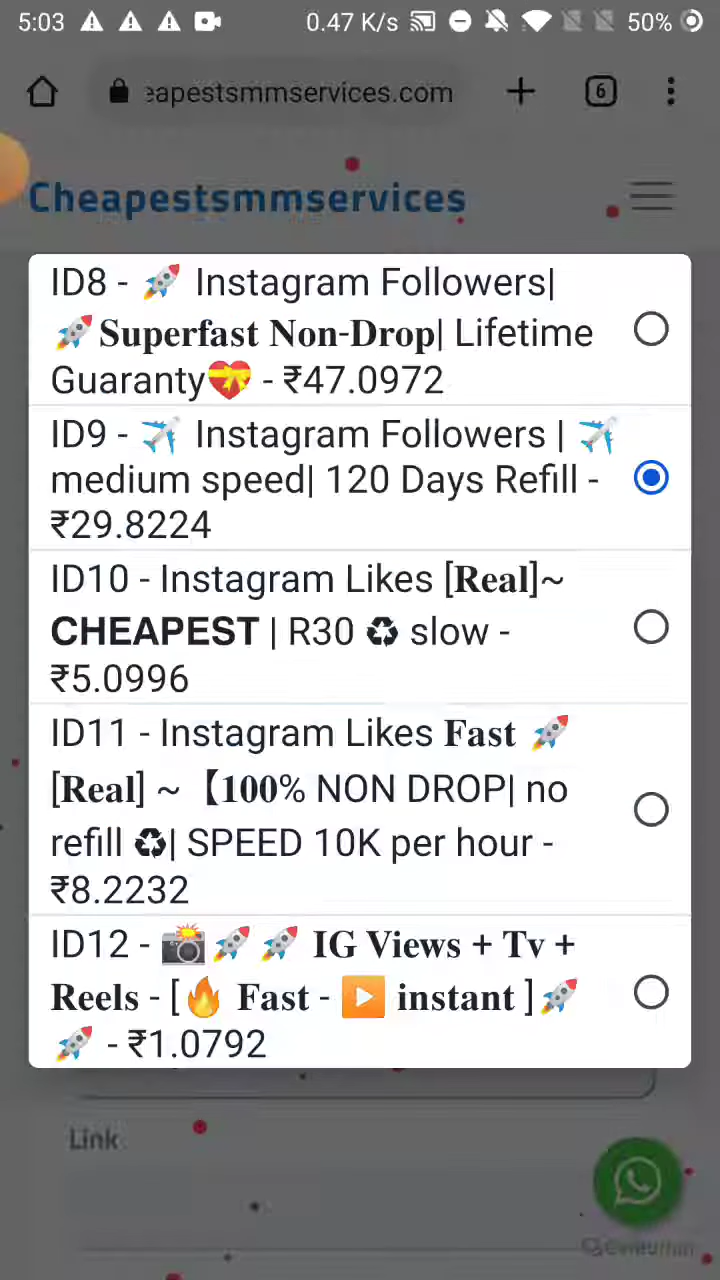 5:03 0.47 K/s 50%
eapestsmmservices.com 6
Cheapestsmmservices
ID8 - 🚀 Instagram Followers|
🚀𝐒𝐮𝐩𝐞𝐫𝐟𝐚𝐬𝐭 𝐍𝐨𝐧-𝐃𝐫𝐨𝐩| Lifetime
Guaranty💝 - ₹47.0972
ID9 - ✈️ Instagram Followers | ✈️
medium speed| 120 Days Refill -
₹29.8224
ID10 - Instagram Likes [𝐑𝐞𝐚𝐥]~
𝗖𝗛𝗘𝗔𝗣𝗘𝗦𝗧 | R30 ♻ slow -
₹5.0996
ID11 - Instagram Likes 𝐅𝐚𝐬𝐭 🚀
[𝐑𝐞𝐚𝐥] ~【𝟏𝟎𝟎% NON DROP| no
refill ♻| SPEED 10K per hour -
₹8.2232
ID12 - 📸🚀 🚀 𝐈𝐆 𝐕𝐢𝐞𝐰𝐬 + 𝐓𝐯 +
𝐑𝐞𝐞𝐥𝐬 - [🔥 𝐅𝐚𝐬𝐭 - ▶️ 𝐢𝐧𝐬𝐭𝐚𝐧𝐭 ]🚀
🚀 - ₹1.0792
Link